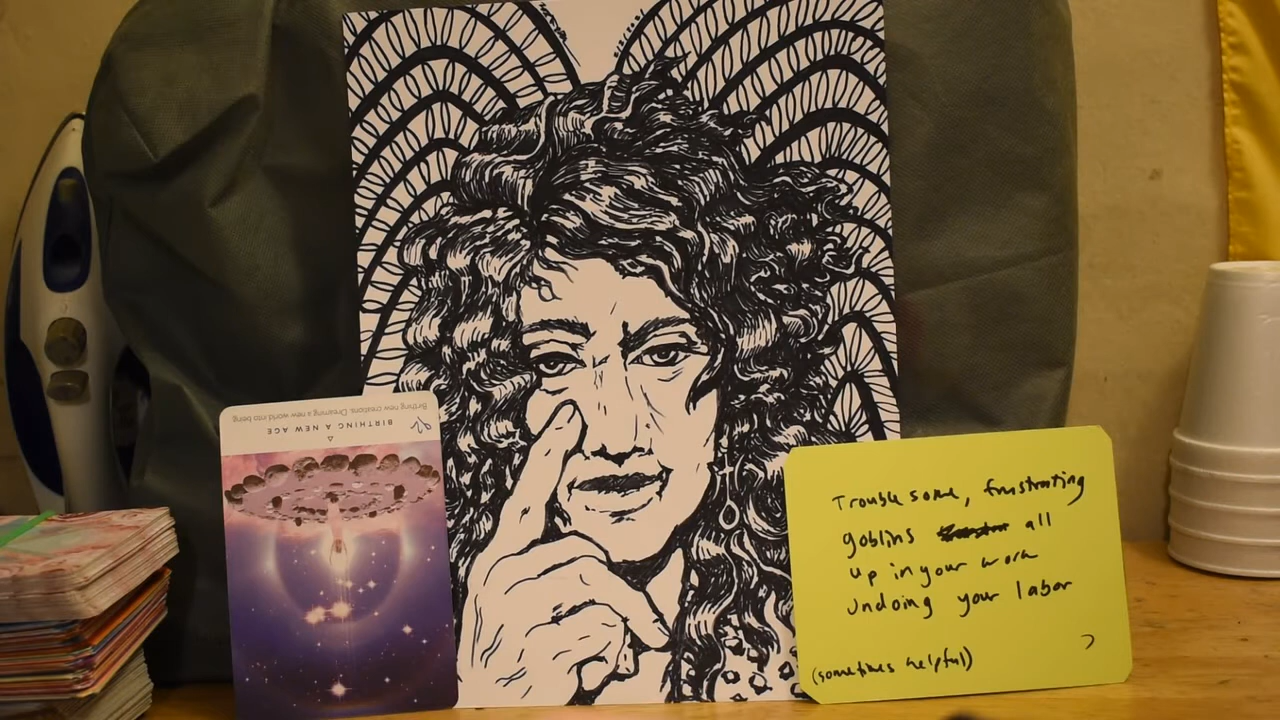 Birthing new creations. Dreaming a new world into being
BIRTHING A NEW AGE
Troublesome, frustrating
goblins all
up in your work
undoing your labor
(sometimes helpful)